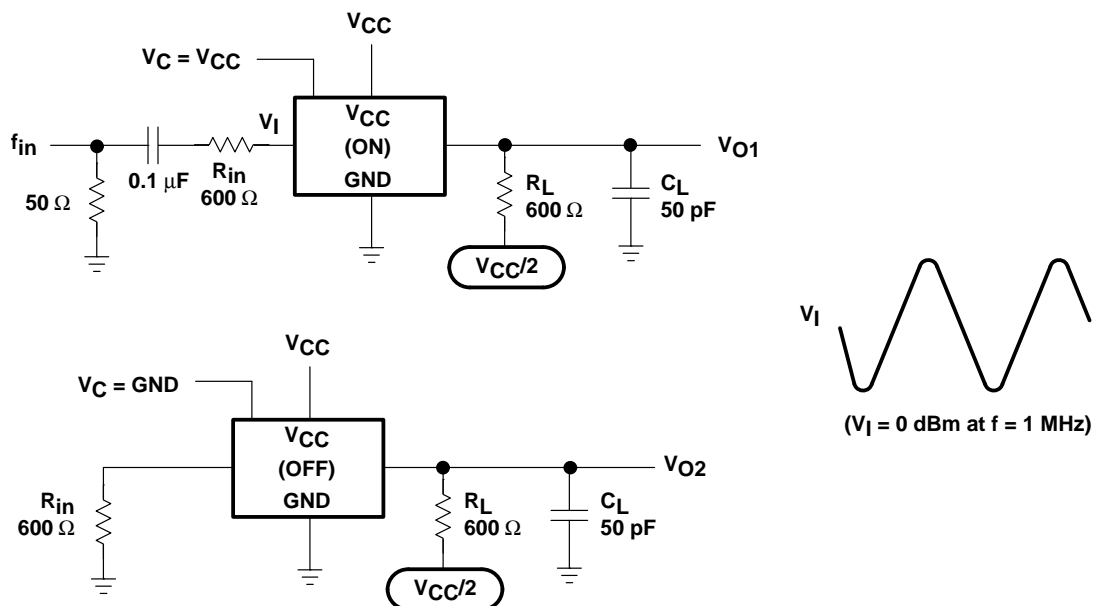 VCC
VC = VCC
fin
50 Ω
0.1 μF
Rin
600 Ω
VI
VCC
(ON)
GND
RL
600 Ω
VCC/2
CL
50 pF
VO1
VI
(VI = 0 dBm at f = 1 MHz)
VCC
VC = GND
Rin
600 Ω
VCC
(OFF)
GND
RL
600 Ω
VCC/2
CL
50 pF
VO2